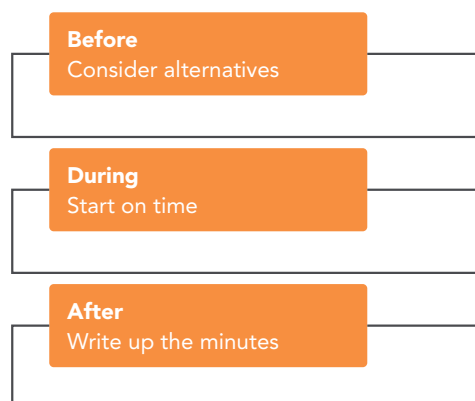 Before
Consider alternatives
During
Start on time
After
Write up the minutes